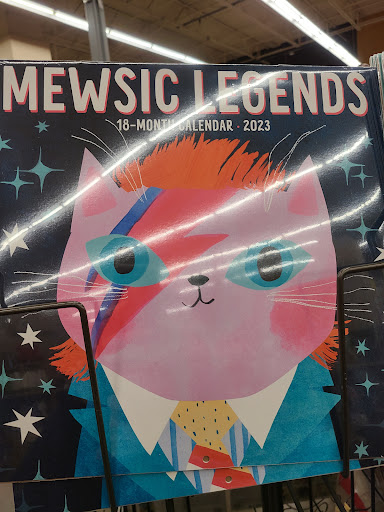 MEWSIC LEGENDS
18-MONTH CALENDAR · 2023